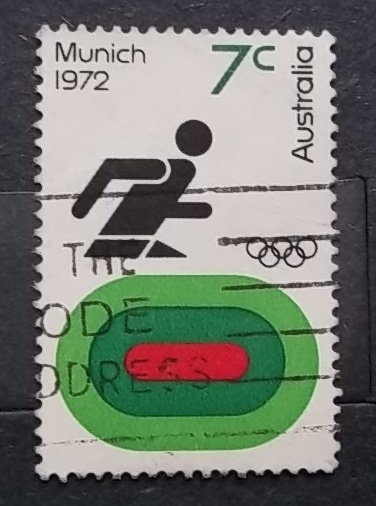 Munich 7c
1972
Australia
THE
ODE
DDRESS